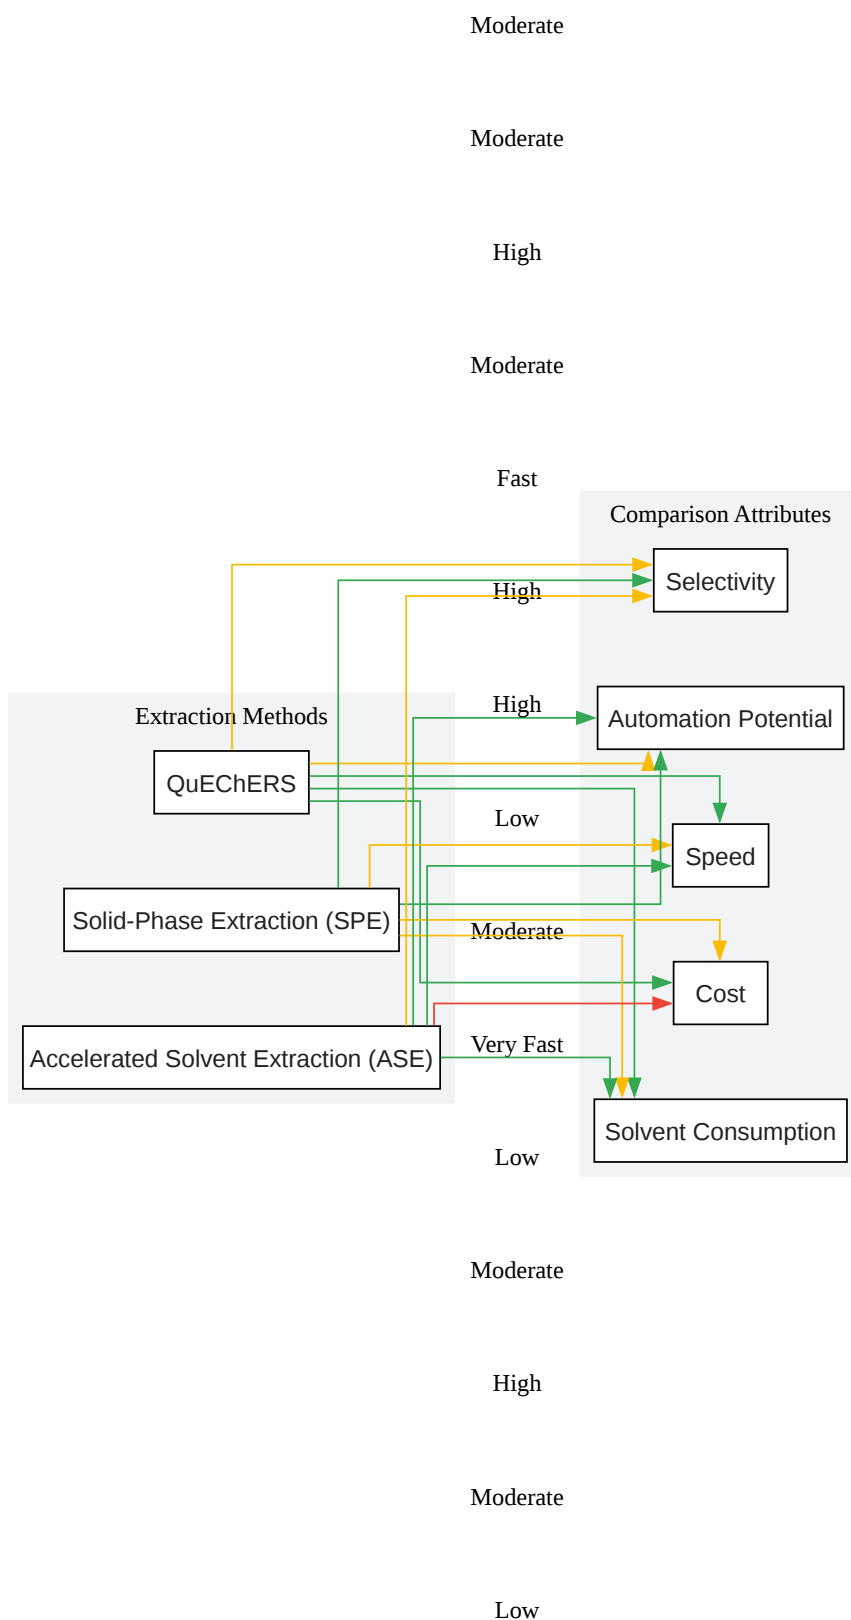 Moderate
Moderate
High
Moderate
Fast
Comparison Attributes
Selectivity
High
High
Extraction Methods
Automation Potential
QuEChERS
Low
Speed
Solid-Phase Extraction (SPE)
Moderate
Cost
Very Fast
Accelerated Solvent Extraction (ASE)
Solvent Consumption
Low
Moderate
High
Moderate
Low